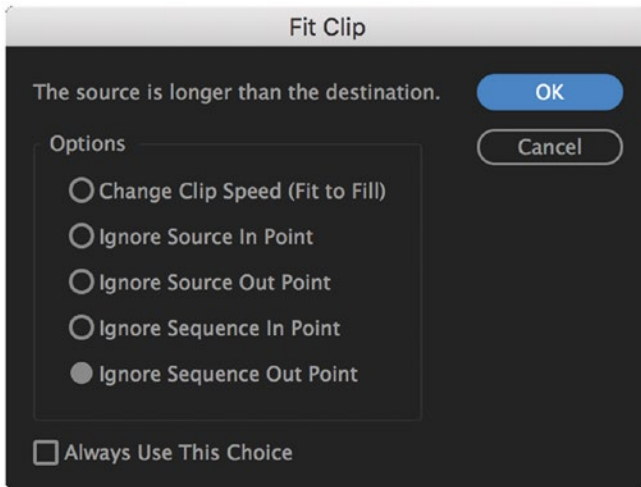 Fit Clip
The source is longer than the destination.
OK
Cancel
Options
Change Clip Speed (Fit to Fill)
Ignore Source In Point
Ignore Source Out Point
Ignore Sequence In Point
Ignore Sequence Out Point
Always Use This Choice